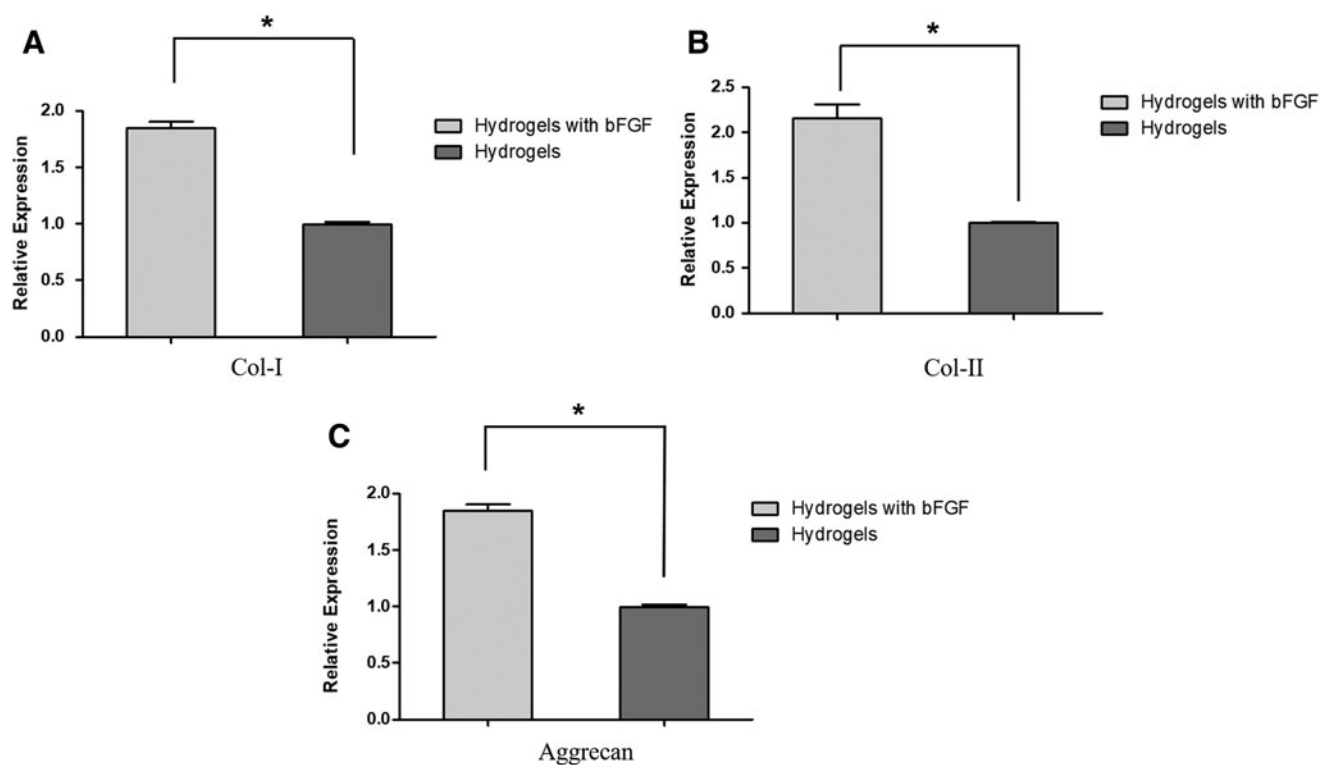 A
*
2.0
1.5
1.0
0.5
0.0
Relative Expression
Col-I
Hydrogels with bFGF
Hydrogels
B
*
2.5
2.0
1.5
1.0
0.5
0.0
Relative Expression
Col-II
Hydrogels with bFGF
Hydrogels
C
*
2.0
1.5
1.0
0.5
0.0
Relative Expression
Aggrecan
Hydrogels with bFGF
Hydrogels